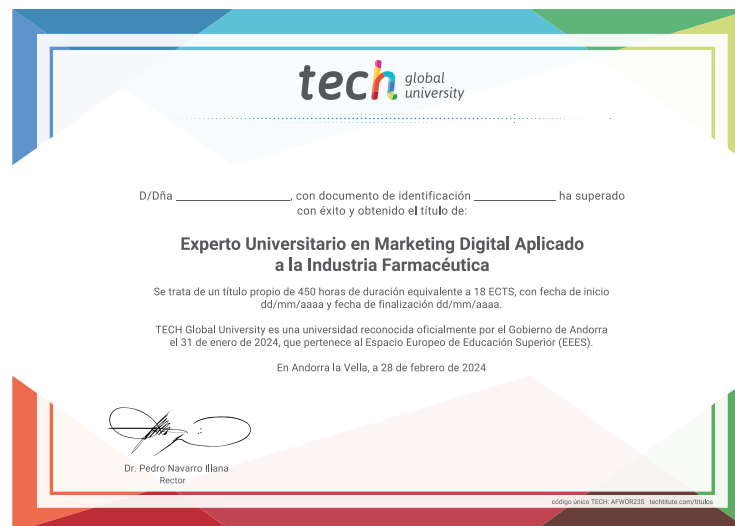 tech global university
D/Dña ____________________, con documento de identificación ______________ ha superado
con éxito y obtenido el título de:
Experto Universitario en Marketing Digital Aplicado
a la Industria Farmacéutica
Se trata de un título propio de 450 horas de duración equivalente a 18 ECTS, con fecha de inicio
dd/mm/aaaa y fecha de finalización dd/mm/aaaa.
TECH Global University es una universidad reconocida oficialmente por el Gobierno de Andorra
el 31 de enero de 2024, que pertenece al Espacio Europeo de Educación Superior (EEES).
En Andorra la Vella, a 28 de febrero de 2024
Dr. Pedro Navarro Illana
Rector
código único TECH: AFWOR23S techtitute.com/titulos